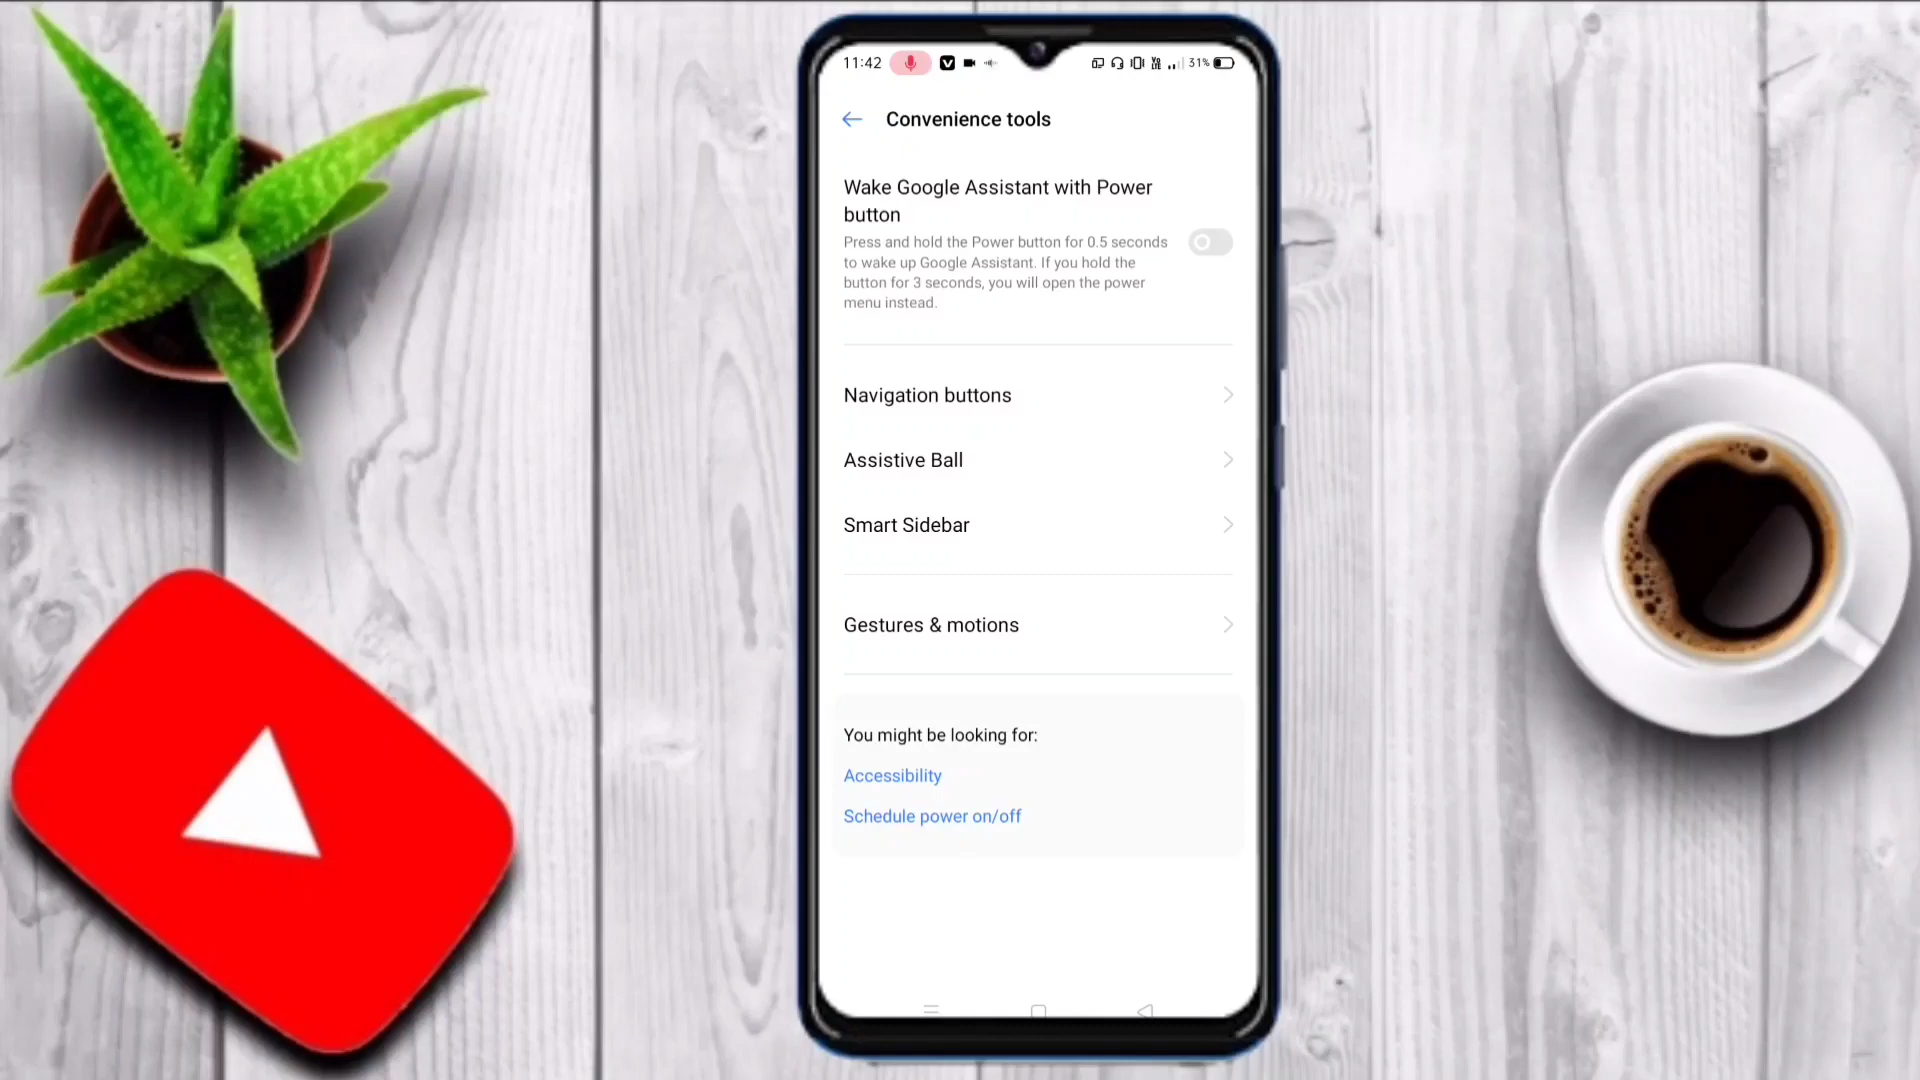 11:42
31%
Convenience tools
Wake Google Assistant with Power
button
Press and hold the Power button for 0.5 seconds
to wake up Google Assistant. If you hold the
button for 3 seconds, you will open the power
menu instead.
Navigation buttons
Assistive Ball
Smart Sidebar
Gestures & motions
You might be looking for:
Accessibility
Schedule power on/off